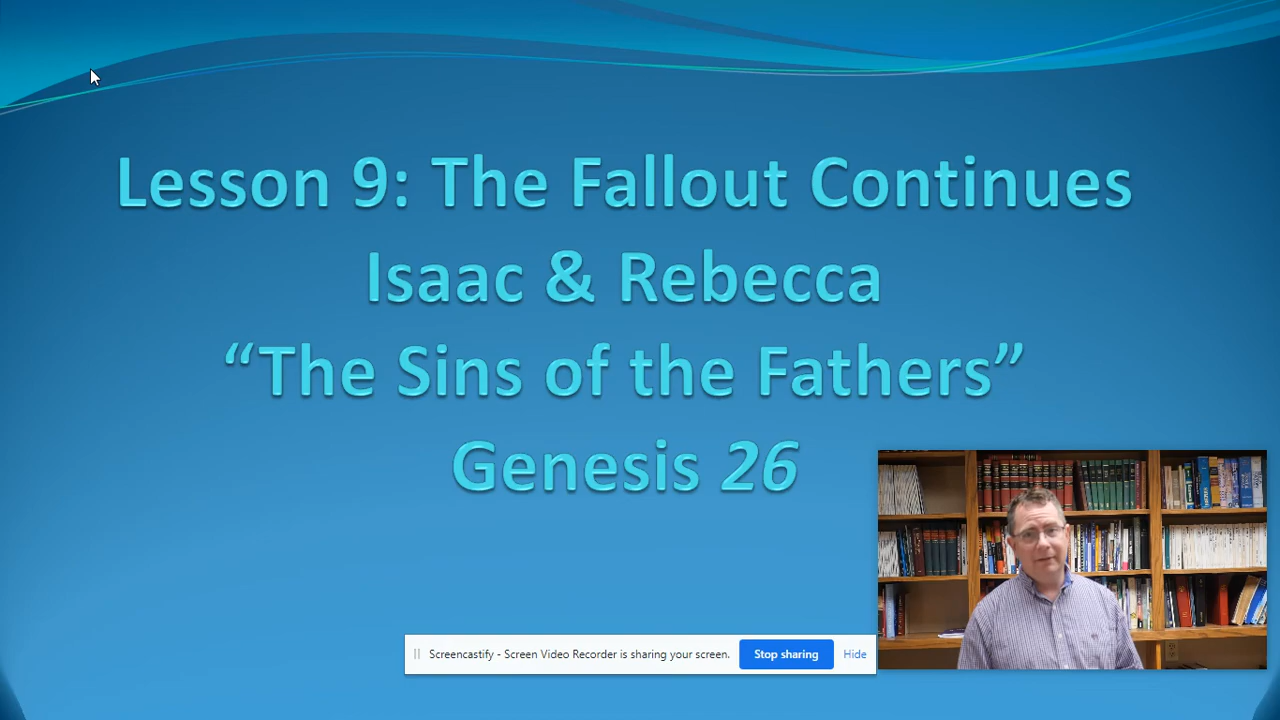 Lesson 9: The Fallout Continues
Isaac & Rebecca
“The Sins of the Fathers”
Genesis 26
Screencastify - Screen Video Recorder is sharing your screen.
Stop sharing
Hide